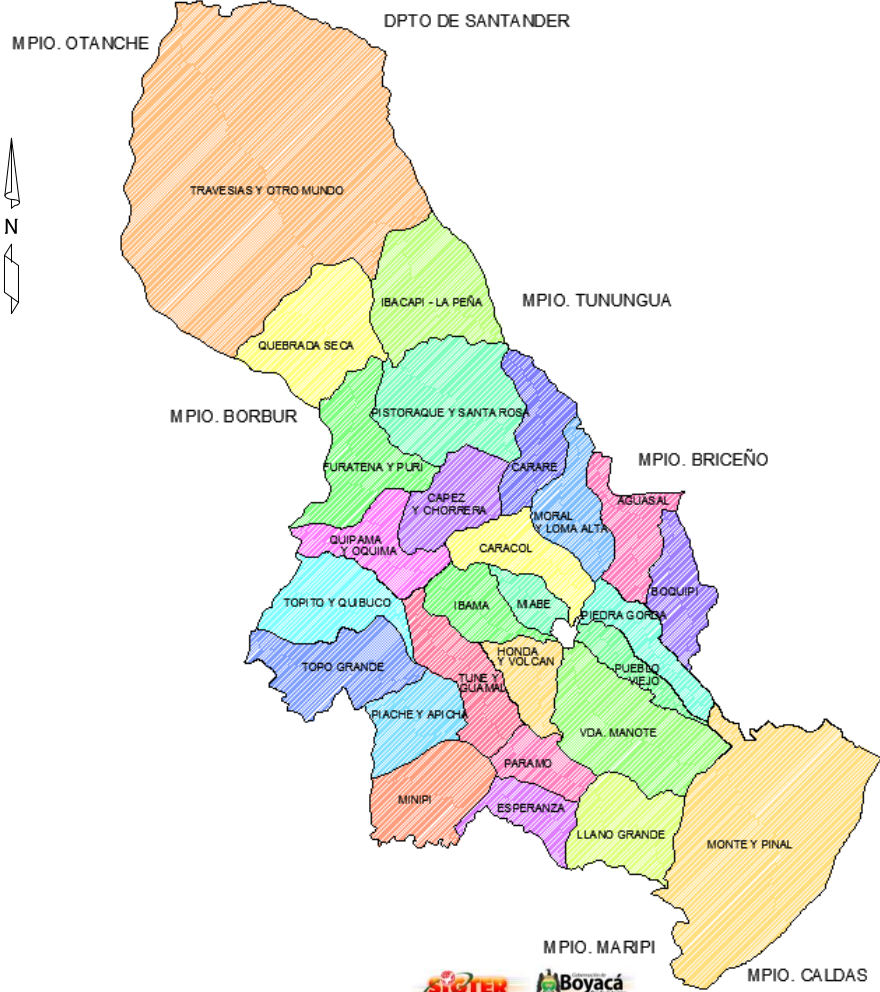 DPTO DE SANTANDER
MPIO. OTANCHE
TRAVESIAS Y OTRO MUNDO
N
IBACAPI - LA PEÑA
MPIO. TUNUNGUA
QUEBRADA SECA
MPIO. BORBUR
PISTORAQUE Y SANTA ROSA
MPIO. BRICEÑO
FURATENA Y PURI
CARARE
CAPEZ
Y CHORRERA
AGUASAL
MORAL
Y LOMA ALTA
QUIPAMA
Y OQUIMA
CARACOL
BOQUIPI
TOPITO Y QUIBUCO
IBAMA
MIABE
PIEDRA GORDA
HONDA
Y VOLCAN
TOPO GRANDE
PUEBLO
VIEJO
TUNE Y
GUAMAL
PIACHE Y APICHA
VDA. MANOTE
PARAMO
MINIPI
ESPERANZA
LLANO GRANDE
MONTE Y PINAL
MPIO. MARIPI
MPIO. CALDAS
SIGTER
Gobernación de
Boyacá